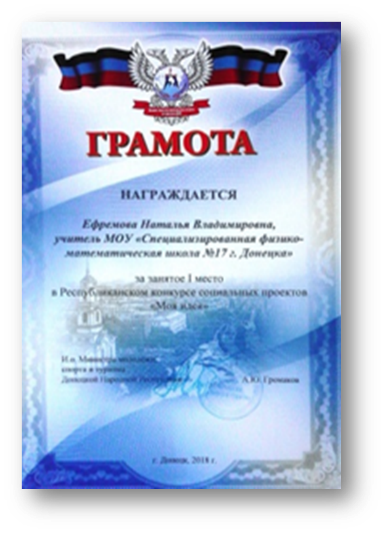 ГРАМОТА
НАГРАЖДАЕТСЯ
Ефремова Наталья Владимировна,
учитель МОУ «Специализированная физико-
математическая школа №17 г. Донецка»
за занятое I место
в Республиканском конкурсе социальных проектов
«Моя идея»
И.о. Министра молодежи,
спорта и туризма
Донецкой Народной Республики
А.Ю. Громаков
г. Донецк, 2018 г.